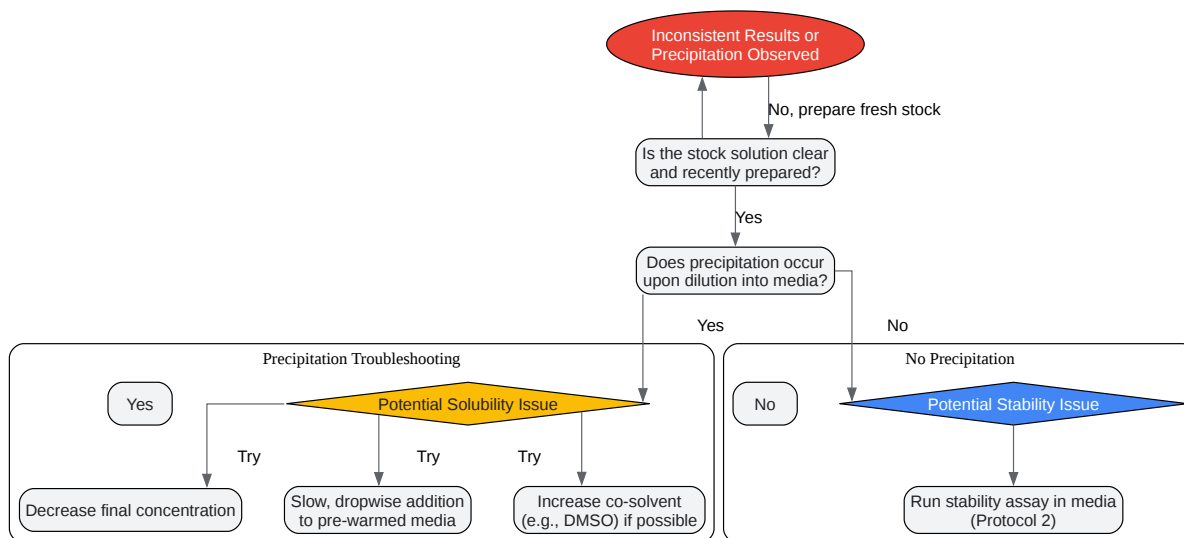 Inconsistent Results or
Precipitation Observed
No, prepare fresh stock
Is the stock solution clear
and recently prepared?
Yes
Does precipitation occur
upon dilution into media?
Yes
No
Precipitation Troubleshooting
No Precipitation
Yes
Potential Solubility Issue
No
Potential Stability Issue
Try
Try
Try
Decrease final concentration
Slow, dropwise addition
to pre-warmed media
Increase co-solvent
(e.g., DMSO) if possible
Run stability assay in media
(Protocol 2)